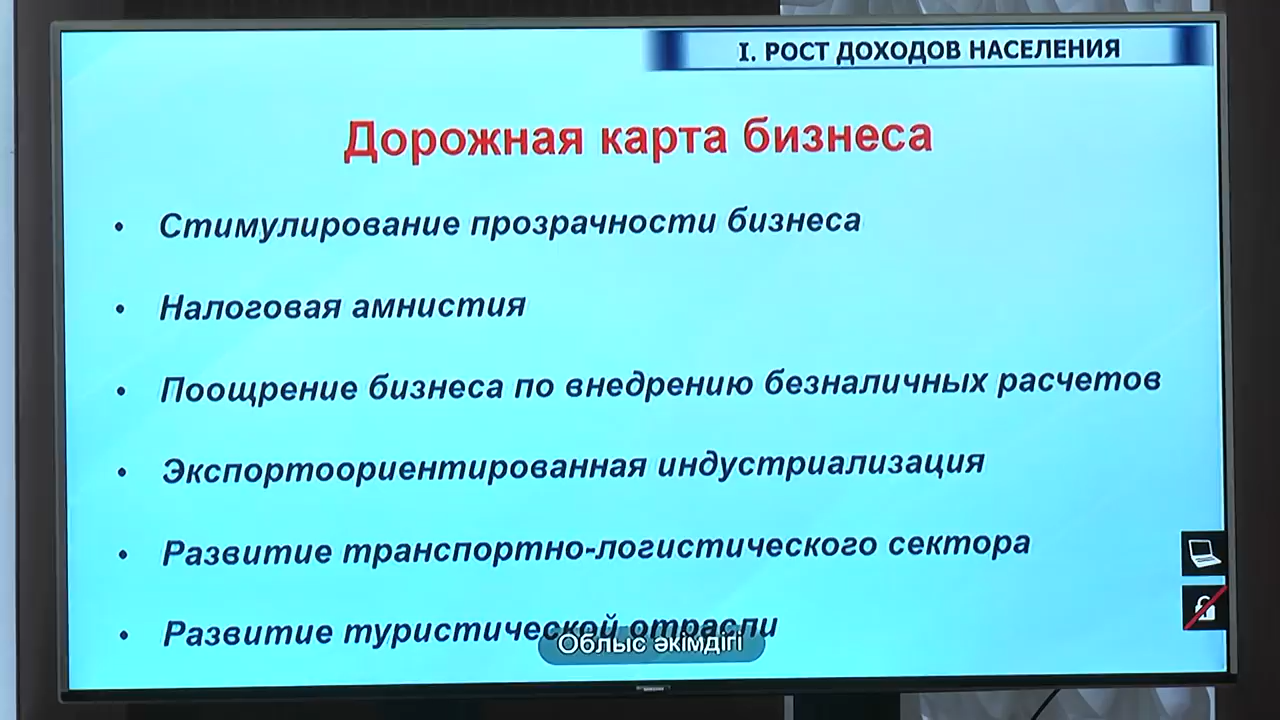 I. РОСТ ДОХОДОВ НАСЕЛЕНИЯ
Дорожная карта бизнеса
• Стимулирование прозрачности бизнеса
• Налоговая амнистия
• Поощрение бизнеса по внедрению безналичных расчетов
• Экспортоориентированная индустриализация
• Развитие транспортно-логистического сектора
• Развитие туристической отрасли
Облыс әкімдігі